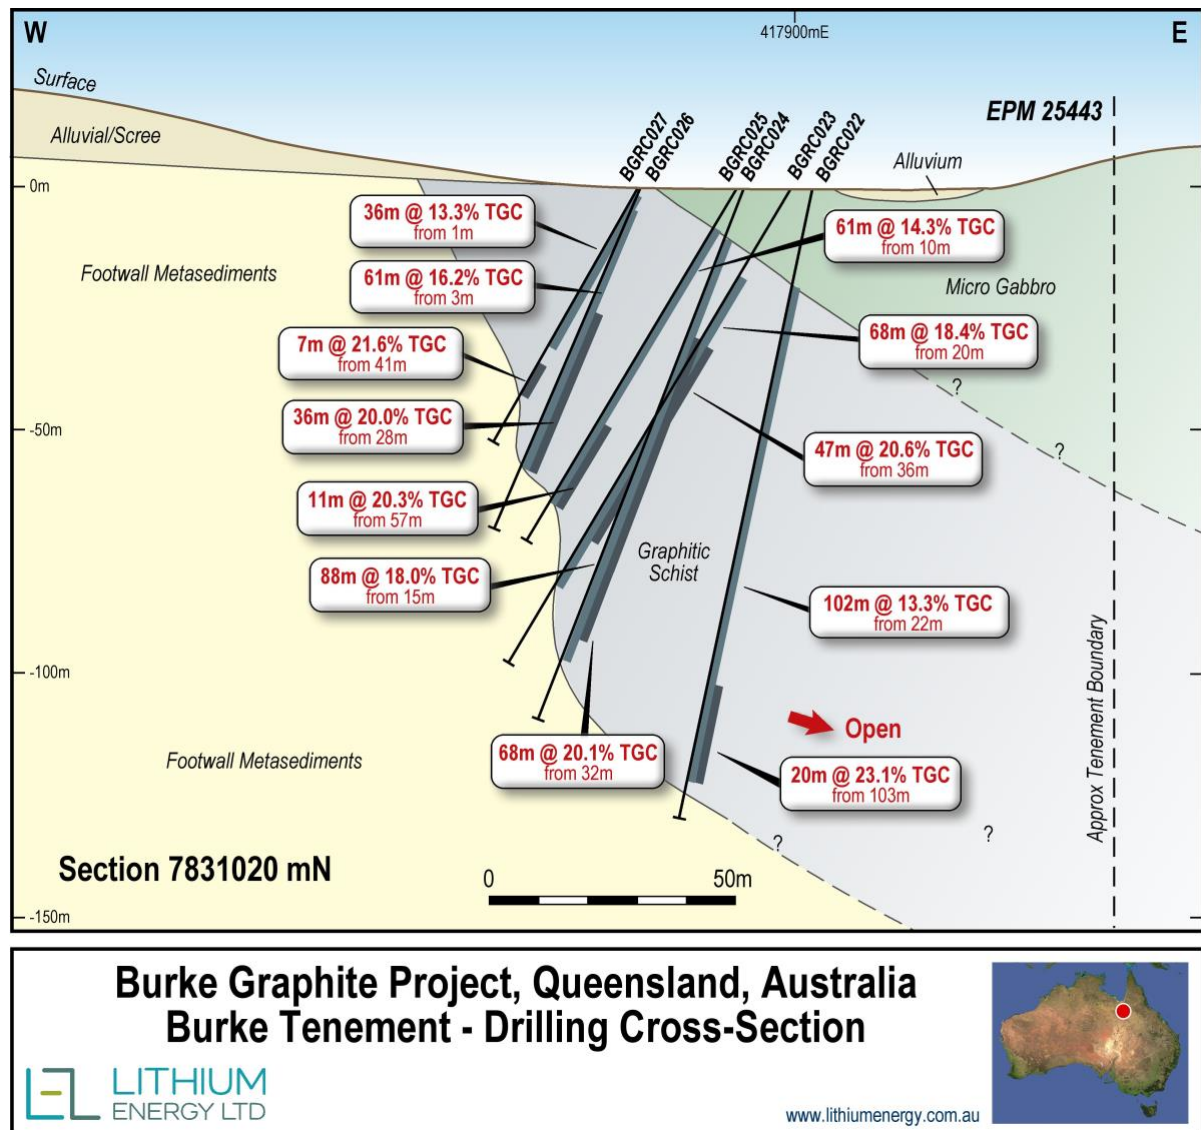 W
417900mE
E
Surface
EPM 25443
Alluvial/Scree
BGRC027
BGRC026
BGRC025
BGRC024
BGRC023
BGRC022
Alluvium
0m
36m @ 13.3% TGC
from 1m
61m @ 14.3% TGC
from 10m
Footwall Metasediments
61m @ 16.2% TGC
from 3m
Micro Gabbro
7m @ 21.6% TGC
from 41m
68m @ 18.4% TGC
from 20m
?
36m @ 20.0% TGC
from 28m
-50m
47m @ 20.6% TGC
from 36m
?
11m @ 20.3% TGC
from 57m
Graphitic
Schist
88m @ 18.0% TGC
from 15m
102m @ 13.3% TGC
from 22m
Approx Tenement Boundary
-100m
Open
68m @ 20.1% TGC
from 32m
Footwall Metasediments
20m @ 23.1% TGC
from 103m
?
?
Section 7831020 mN
0
50m
-150m
Burke Graphite Project, Queensland, Australia
Burke Tenement - Drilling Cross-Section
LEL
LITHIUM
ENERGY LTD
www.lithiumenergy.com.au